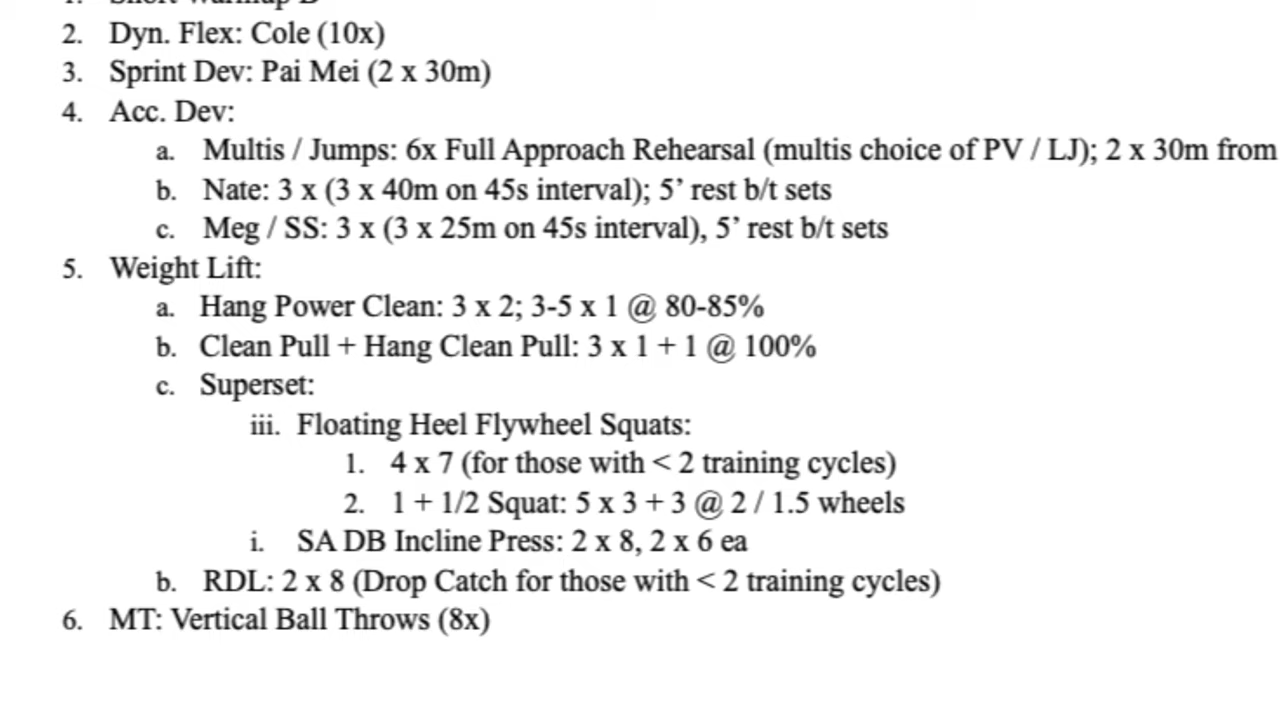 2. Dyn. Flex: Cole (10x)
3. Sprint Dev: Pai Mei (2 x 30m)
4. Acc. Dev:
a. Multis / Jumps: 6x Full Approach Rehearsal (multis choice of PV / LJ); 2 x 30m from
b. Nate: 3 x (3 x 40m on 45s interval); 5’ rest b/t sets
c. Meg / SS: 3 x (3 x 25m on 45s interval), 5’ rest b/t sets
5. Weight Lift:
a. Hang Power Clean: 3 x 2; 3-5 x 1 @ 80-85%
b. Clean Pull + Hang Clean Pull: 3 x 1 + 1 @ 100%
c. Superset:
iii. Floating Heel Flywheel Squats:
1. 4 x 7 (for those with < 2 training cycles)
2. 1 + 1/2 Squat: 5 x 3 + 3 @ 2 / 1.5 wheels
i. SA DB Incline Press: 2 x 8, 2 x 6 ea
b. RDL: 2 x 8 (Drop Catch for those with < 2 training cycles)
6. MT: Vertical Ball Throws (8x)